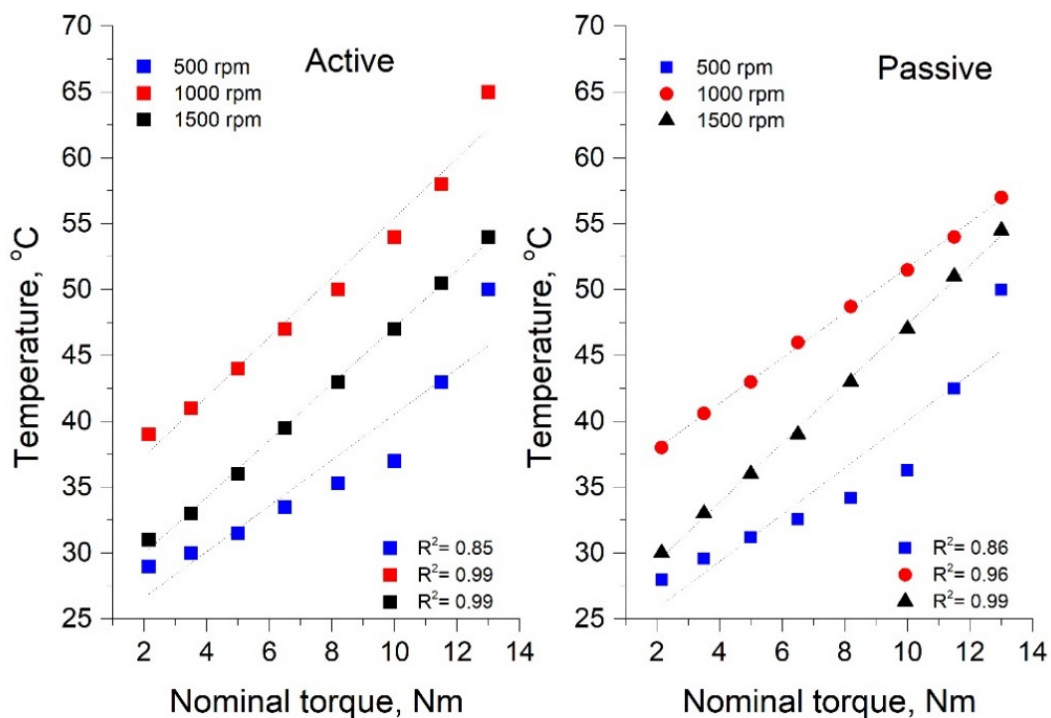 Active
500 rpm
1000 rpm
1500 rpm
70
65
60
55
50
45
40
35
30
25
Temperature, °C
R²= 0.85
R²= 0.99
R²= 0.99
2 4 6 8 10 12 14
Nominal torque, Nm
Passive
500 rpm
1000 rpm
1500 rpm
70
65
60
55
50
45
40
35
30
25
Temperature, °C
R²= 0.86
R²= 0.96
R²= 0.99
2 4 6 8 10 12 14
Nominal torque, Nm